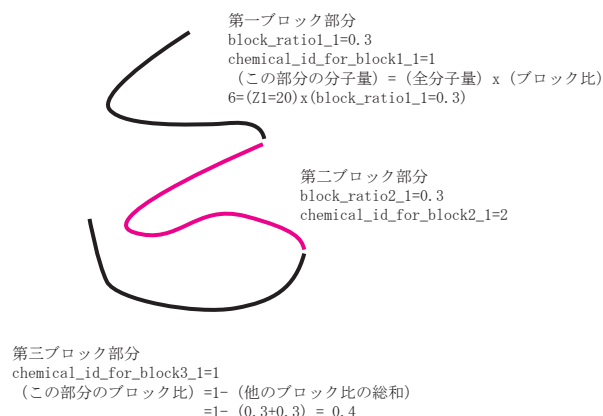 第一ブロック部分
block_ratio1_1=0.3
chemical_id_for_block1_1=1
（この部分の分子量）=（全分子量）x（ブロック比）
6=(Z1=20)x(block_ratio1_1=0.3)
第二ブロック部分
block_ratio2_1=0.3
chemical_id_for_block2_1=2
第三ブロック部分
chemical_id_for_block3_1=1
（この部分のブロック比）=1-（他のブロック比の総和）
=1-（0.3+0.3）= 0.4